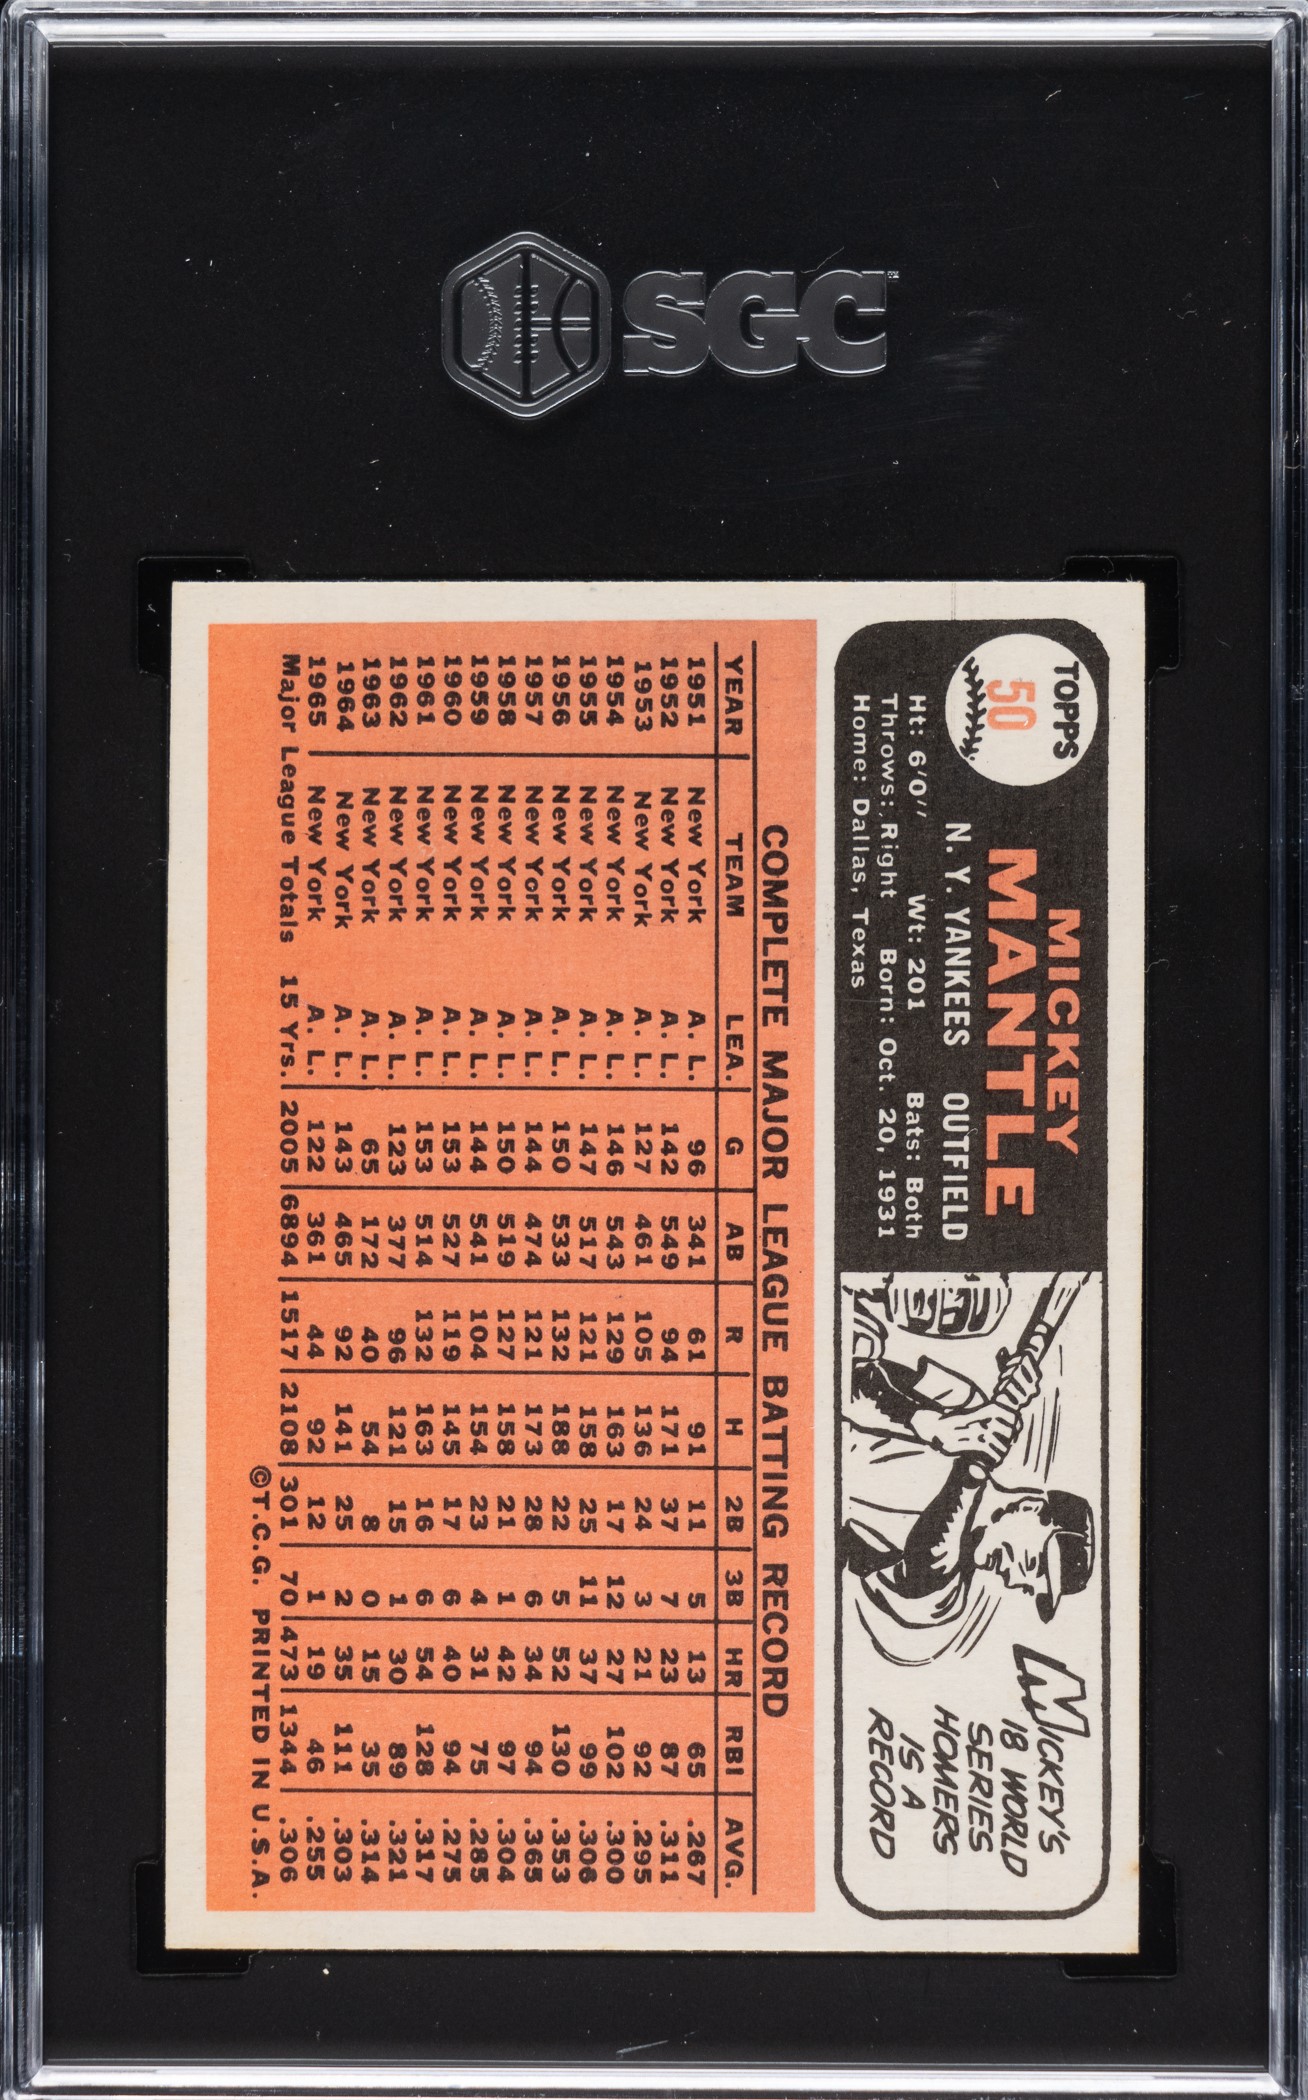 SGC™
TOPPS
50
MICKEY
MANTLE
N. Y. YANKEES OUTFIELD
Ht: 6'0'' Wt: 201 Bats: Both
Throws: Right Born: Oct. 20, 1931
Home: Dallas, Texas
MICKEY'S
18 WORLD
SERIES
HOMERS
IS A
RECORD
COMPLETE MAJOR LEAGUE BATTING RECORD
YEAR TEAM LEA. G AB R H 2B 3B HR RBI AVG.
1951 New York A. L. 96 341 61 91 11 5 13 65 .267
1952 New York A. L. 142 549 94 171 37 7 23 87 .311
1953 New York A. L. 127 461 105 136 24 3 21 92 .295
1954 New York A. L. 146 543 129 163 17 12 27 102 .300
1955 New York A. L. 147 517 121 158 25 11 37 99 .306
1956 New York A. L. 150 533 132 188 22 5 52 130 .353
1957 New York A. L. 144 474 121 173 28 6 34 94 .365
1958 New York A. L. 150 519 127 158 21 1 42 97 .304
1959 New York A. L. 144 541 104 154 23 4 31 75 .285
1960 New York A. L. 153 527 119 145 17 6 40 94 .275
1961 New York A. L. 153 514 132 163 16 6 54 128 .317
1962 New York A. L. 123 377 96 121 15 1 30 89 .321
1963 New York A. L. 65 172 40 54 8 0 15 35 .314
1964 New York A. L. 143 465 92 141 25 2 35 111 .303
1965 New York A. L. 122 361 44 92 12 1 19 46 .255
Major League Totals 15 Yrs. 2005 6894 1517 2108 301 70 473 1344 .306
©T.C.G. PRINTED IN U.S.A.